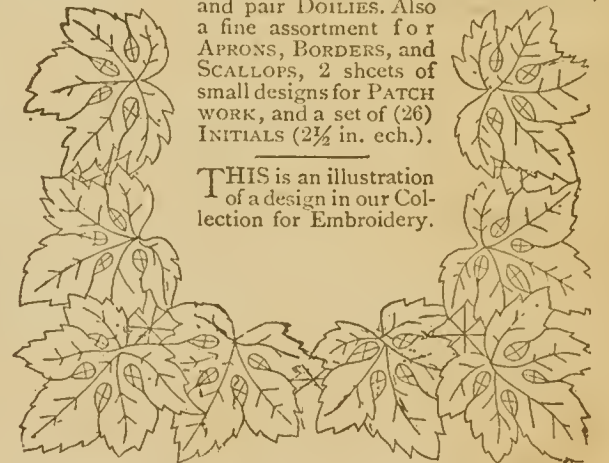 and pair DOILIES. Also
a fine assortment for
APRONS, BORDERS, and
SCALLOPS, 2 sheets of
small designs for PATCH
WORK, and a set of (26)
INITIALS (2½ in. ech.).
THIS is an illustration
of a design in our Col-
lection for Embroidery.